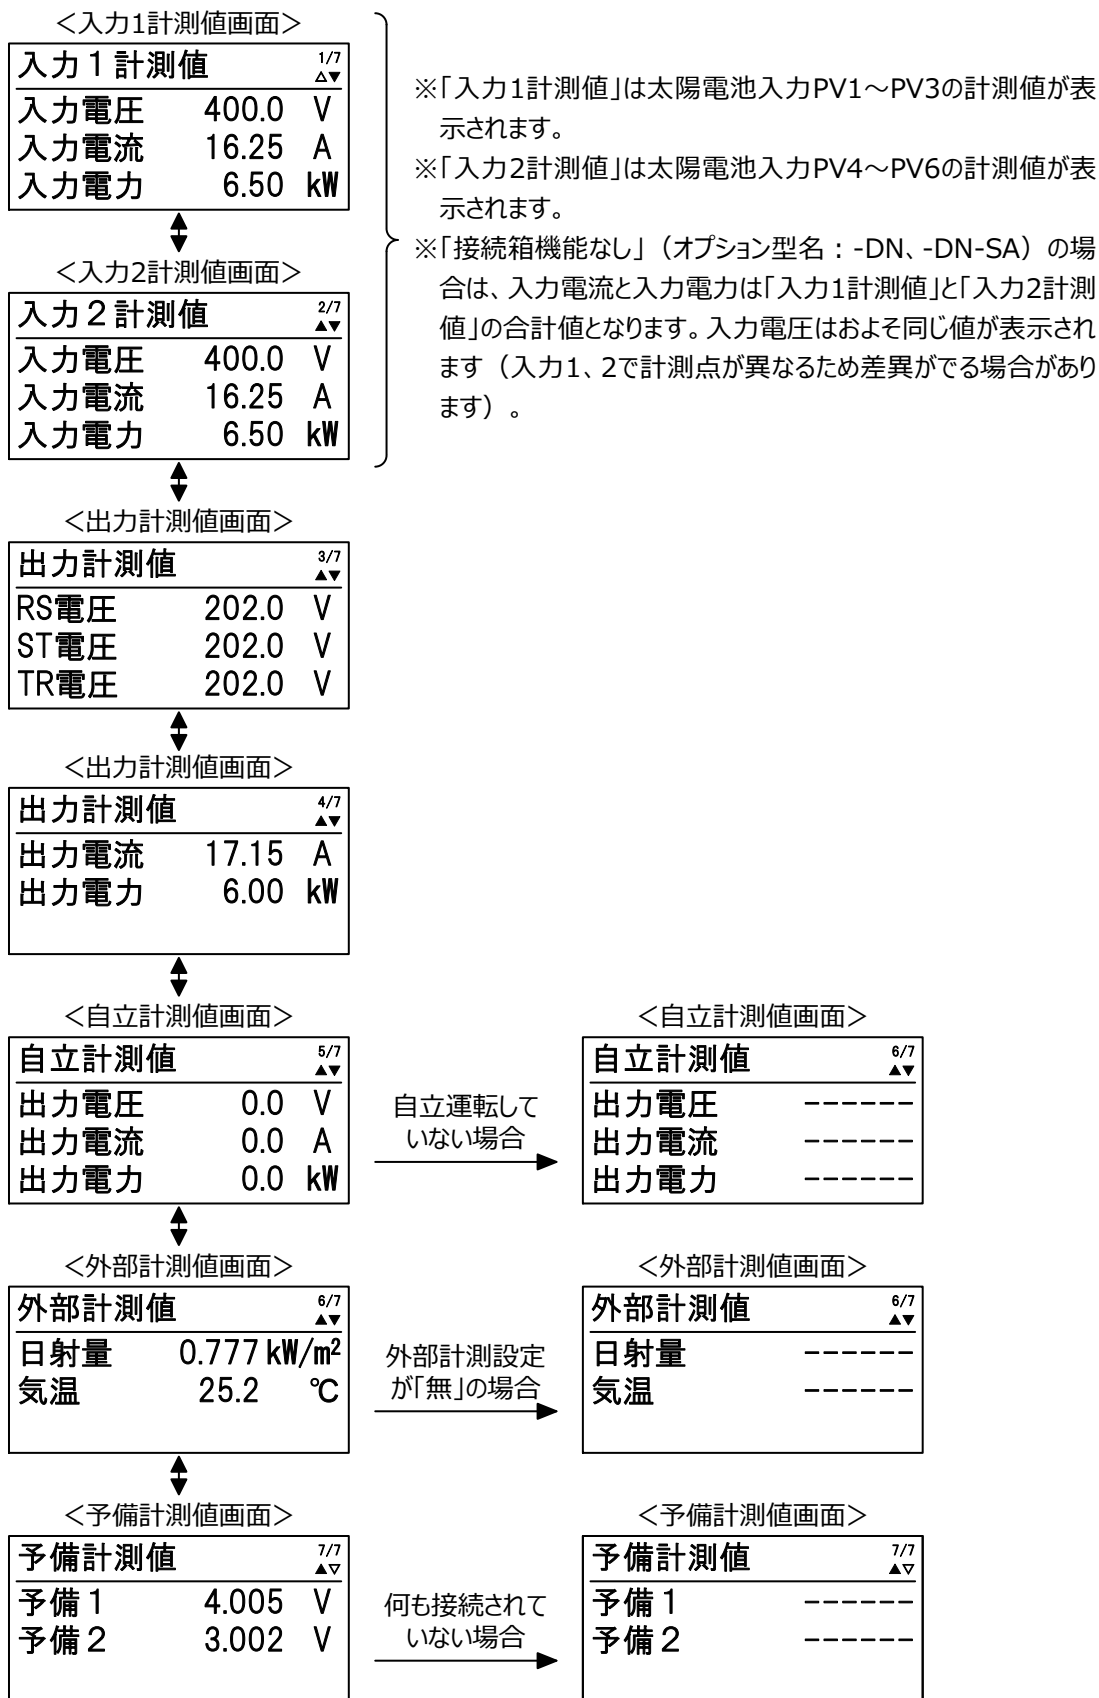 ＜入力1計測値画面＞
入力１計測値 1/7
△▼
入力電圧 400.0 V
入力電流 16.25 A
入力電力 6.50 kW
※「入力1計測値」は太陽電池入力PV1～PV3の計測値が表
示されます。
※「入力2計測値」は太陽電池入力PV4～PV6の計測値が表
示されます。
※「接続箱機能なし」（オプション型名：-DN、-DN-SA）の場
合は、入力電流と入力電力は「入力1計測値」と「入力2計測
値」の合計値となります。入力電圧はおよそ同じ値が表示され
ます（入力1、2で計測点が異なるため差異がでる場合があり
ます）。
＜入力2計測値画面＞
入力２計測値 2/7
▲▼
入力電圧 400.0 V
入力電流 16.25 A
入力電力 6.50 kW
＜出力計測値画面＞
出力計測値 3/7
▲▼
RS電圧 202.0 V
ST電圧 202.0 V
TR電圧 202.0 V
＜出力計測値画面＞
出力計測値 4/7
▲▼
出力電流 17.15 A
出力電力 6.00 kW
＜自立計測値画面＞
自立計測値 5/7
▲▼
出力電圧 0.0 V
出力電流 0.0 A
出力電力 0.0 kW
自立運転して
いない場合
＜自立計測値画面＞
自立計測値 6/7
▲▼
出力電圧 ------
出力電流 ------
出力電力 ------
＜外部計測値画面＞
外部計測値 6/7
▲▼
日射量 0.777 kW/m²
気温 25.2 ℃
外部計測設定
が「無」の場合
＜外部計測値画面＞
外部計測値 6/7
▲▼
日射量 ------
気温 ------
＜予備計測値画面＞
予備計測値 7/7
▲▽
予備１ 4.005 V
予備２ 3.002 V
何も接続されて
いない場合
＜予備計測値画面＞
予備計測値 7/7
▲▽
予備１ ------
予備２ ------